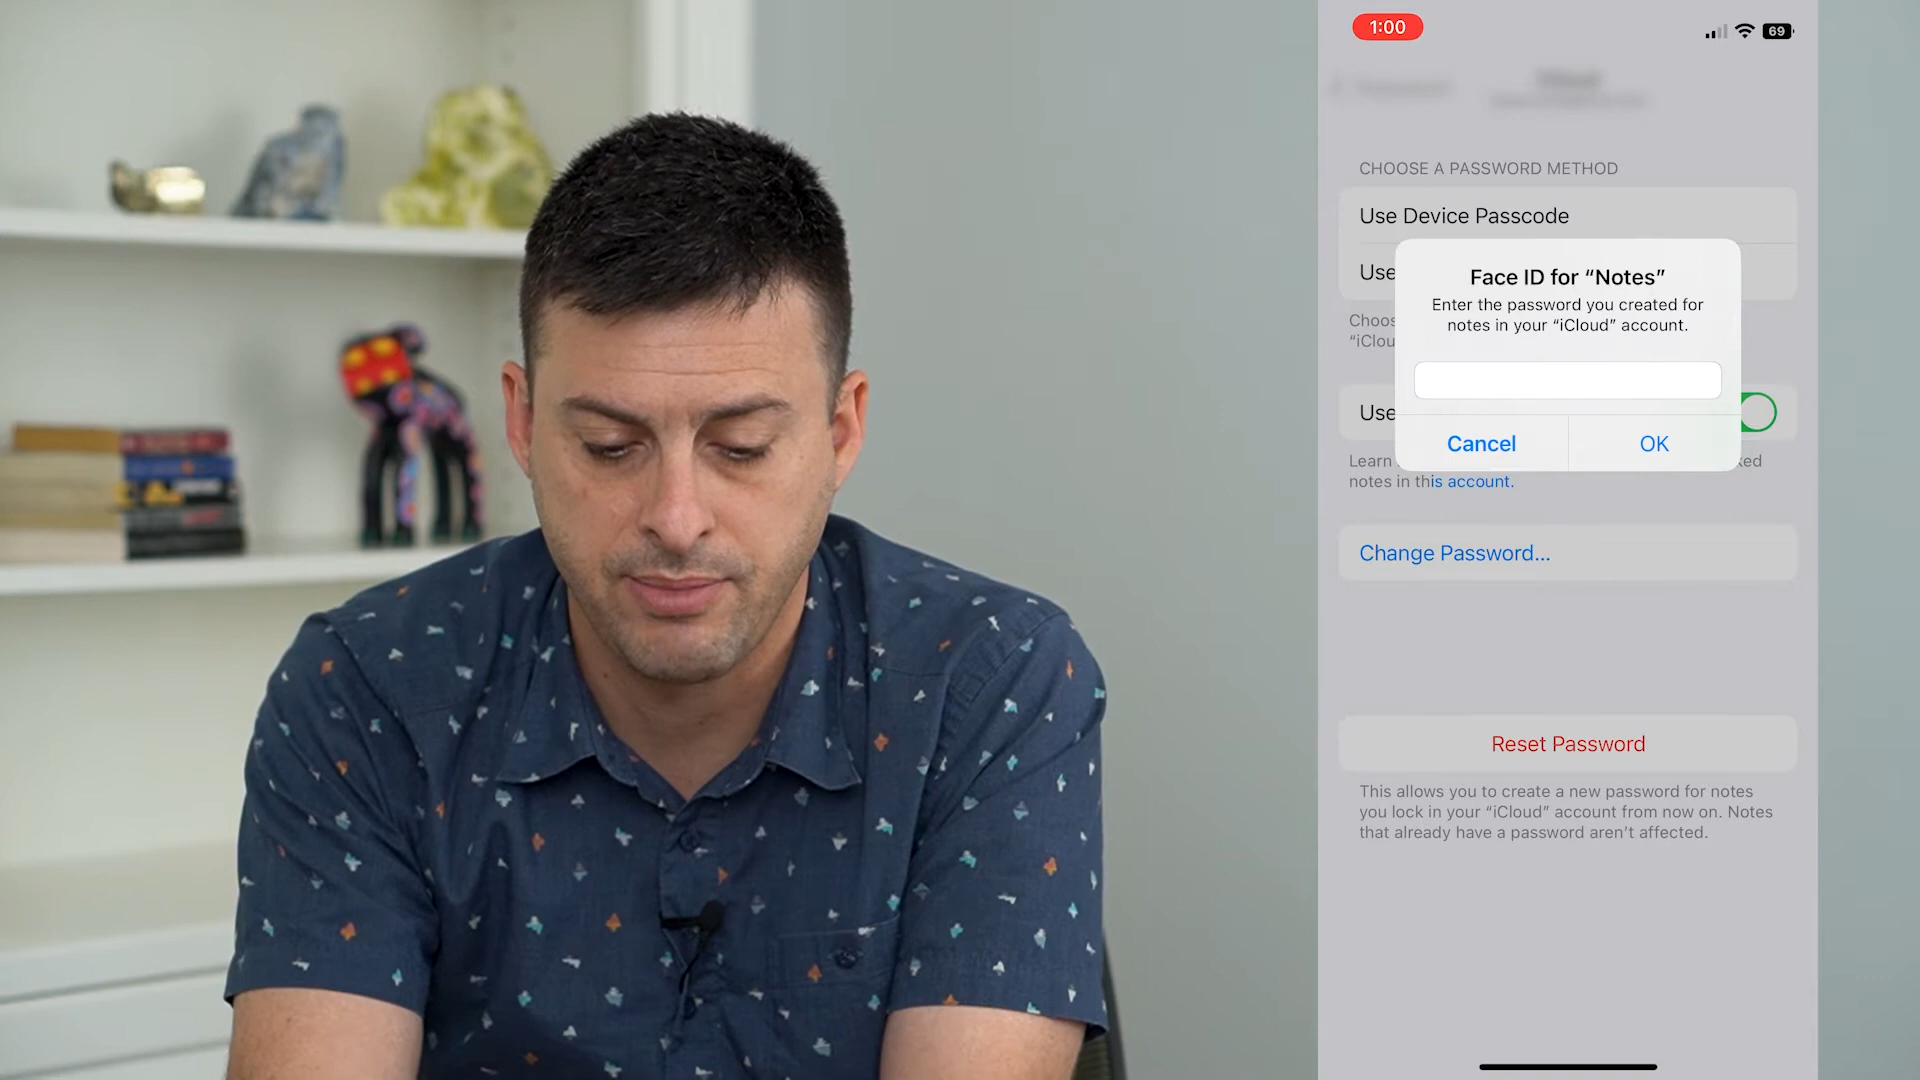 1:00
69
CHOOSE A PASSWORD METHOD
Use Device Passcode
Use
Face ID for “Notes”
Enter the password you created for
notes in your “iCloud” account.
Cancel
OK
Use
Learn
notes in this account.
Change Password...
Reset Password
This allows you to create a new password for notes
you lock in your “iCloud” account from now on. Notes
that already have a password aren’t affected.